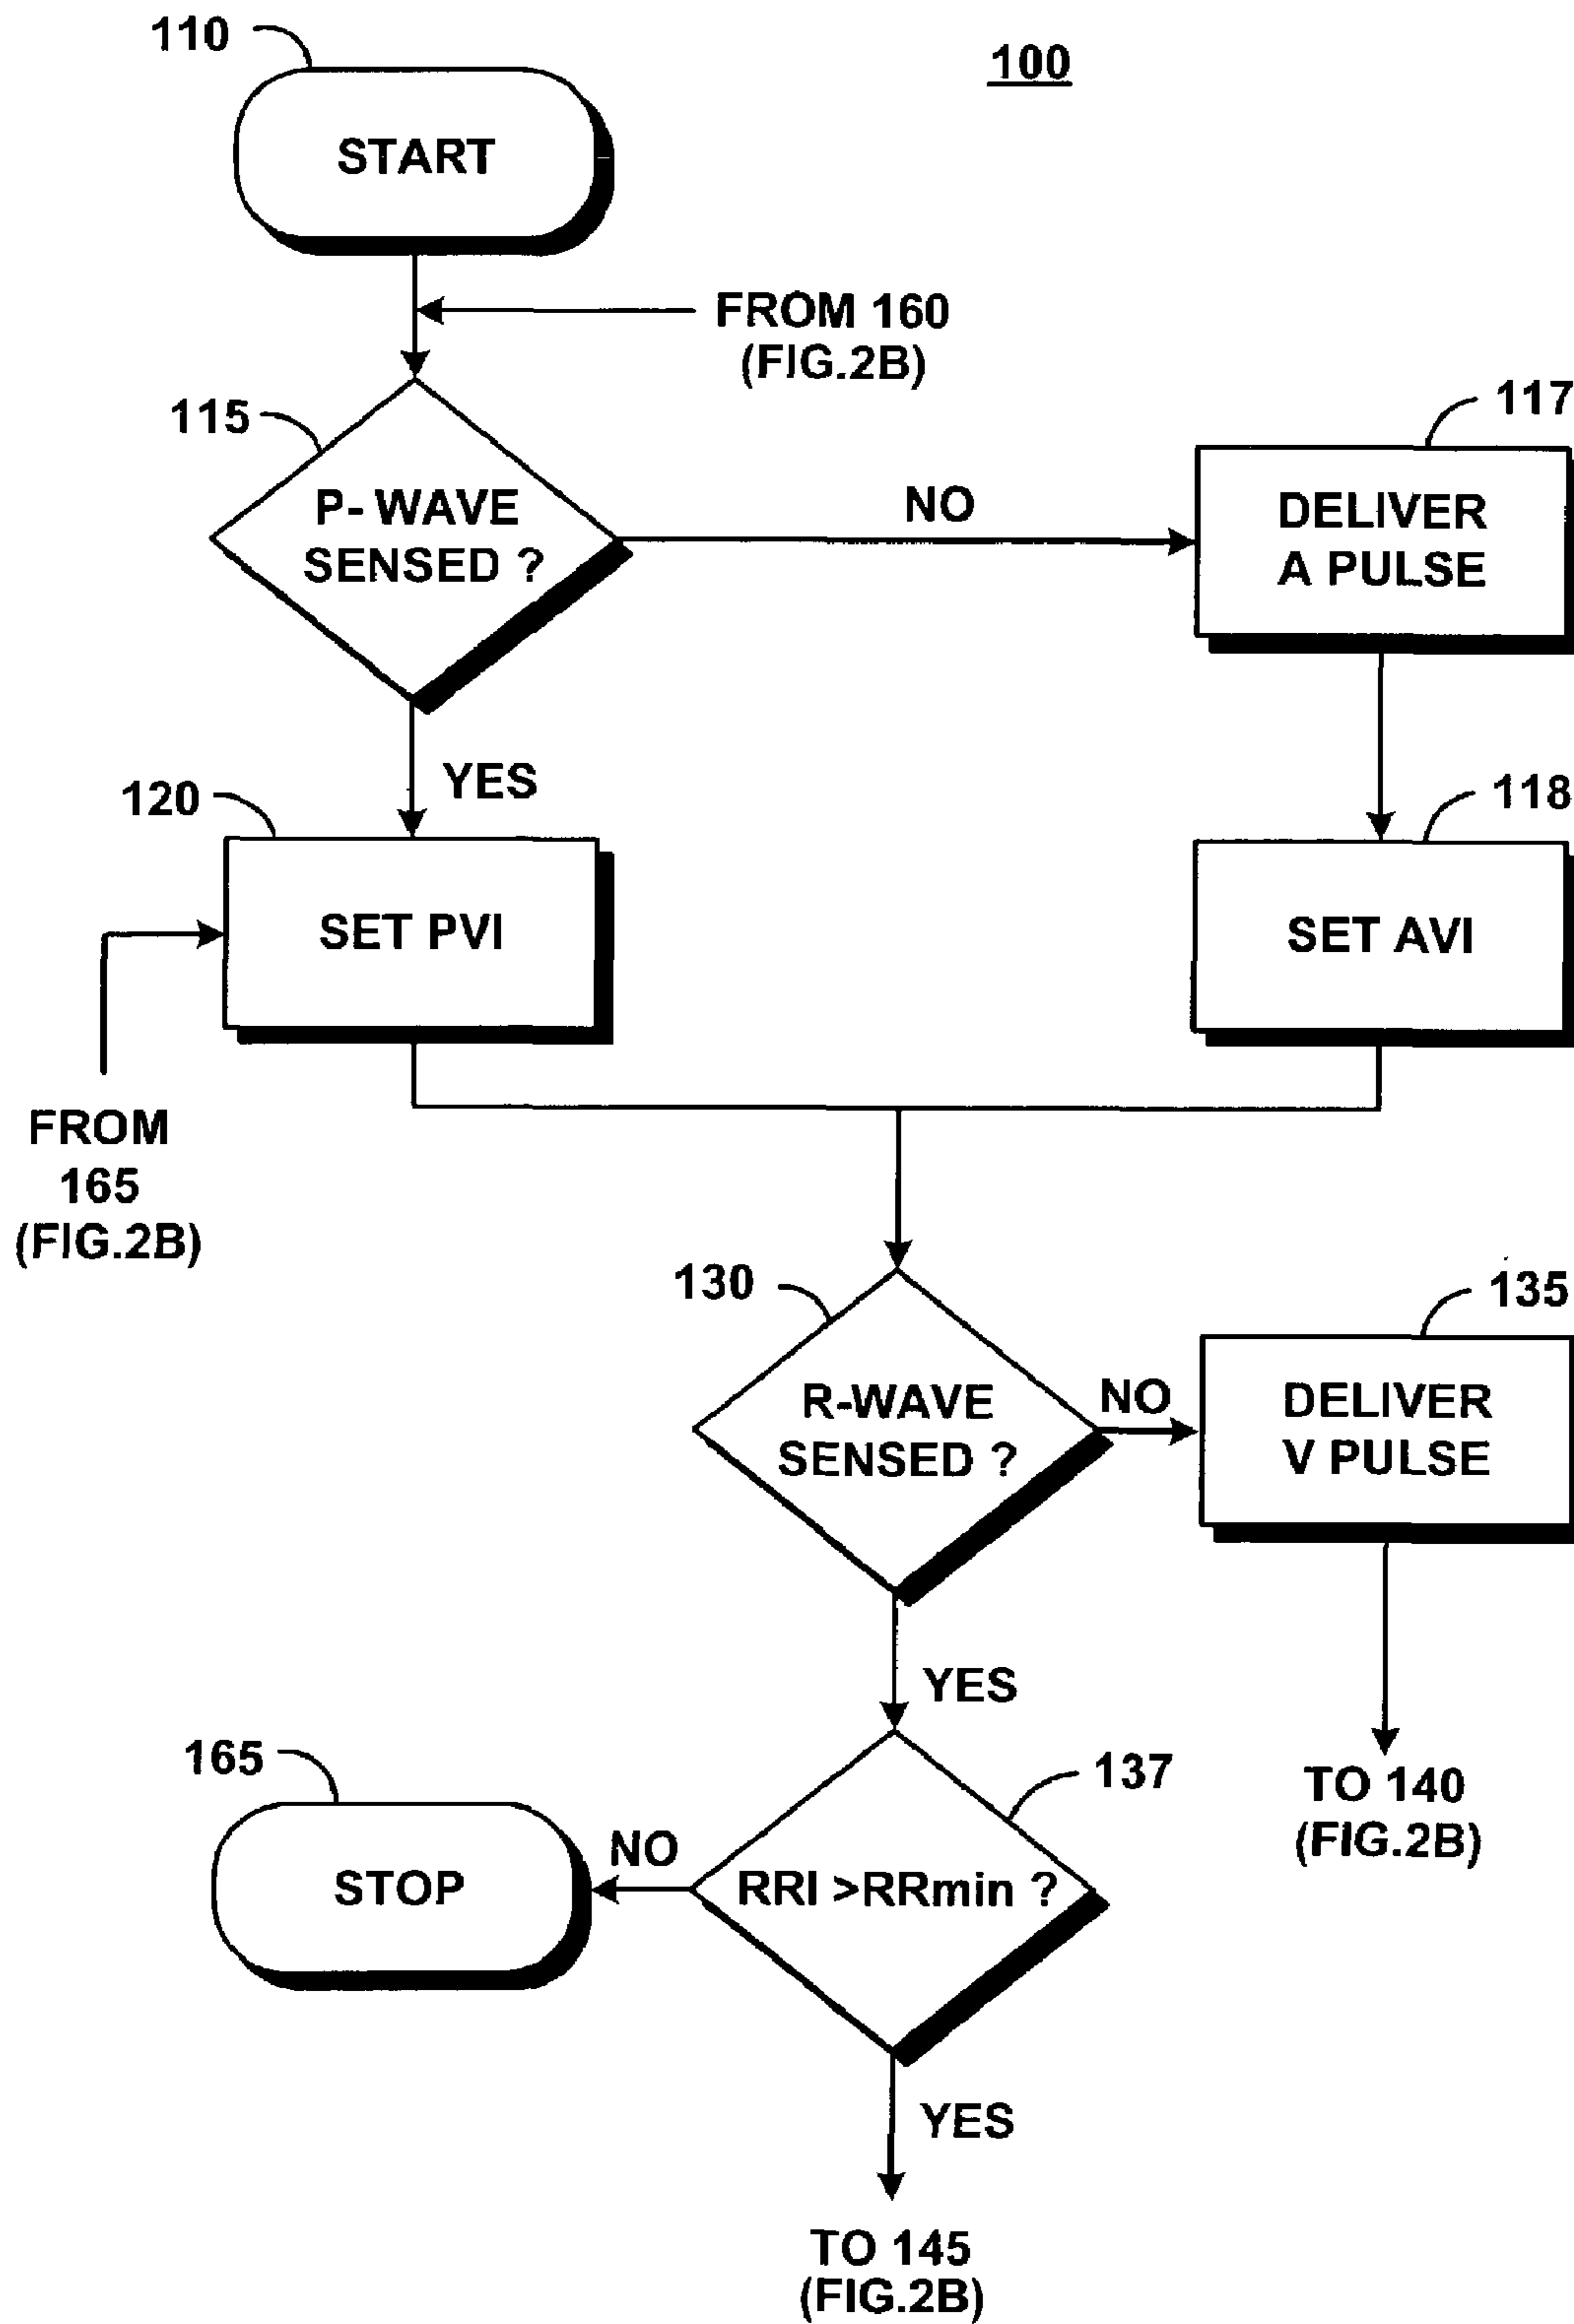 110
100
START
FROM 160
(FIG.2B)
115
117
P- WAVE
SENSED ?
NO
DELIVER
A PULSE
YES
120
118
SET PVI
SET AVI
FROM
165
(FIG.2B)
130
135
R-WAVE
SENSED ?
NO
DELIVER
V PULSE
YES
165
137
TO 140
(FIG.2B)
STOP
NO
RRI >RRmin ?
YES
TO 145
(FIG.2B)